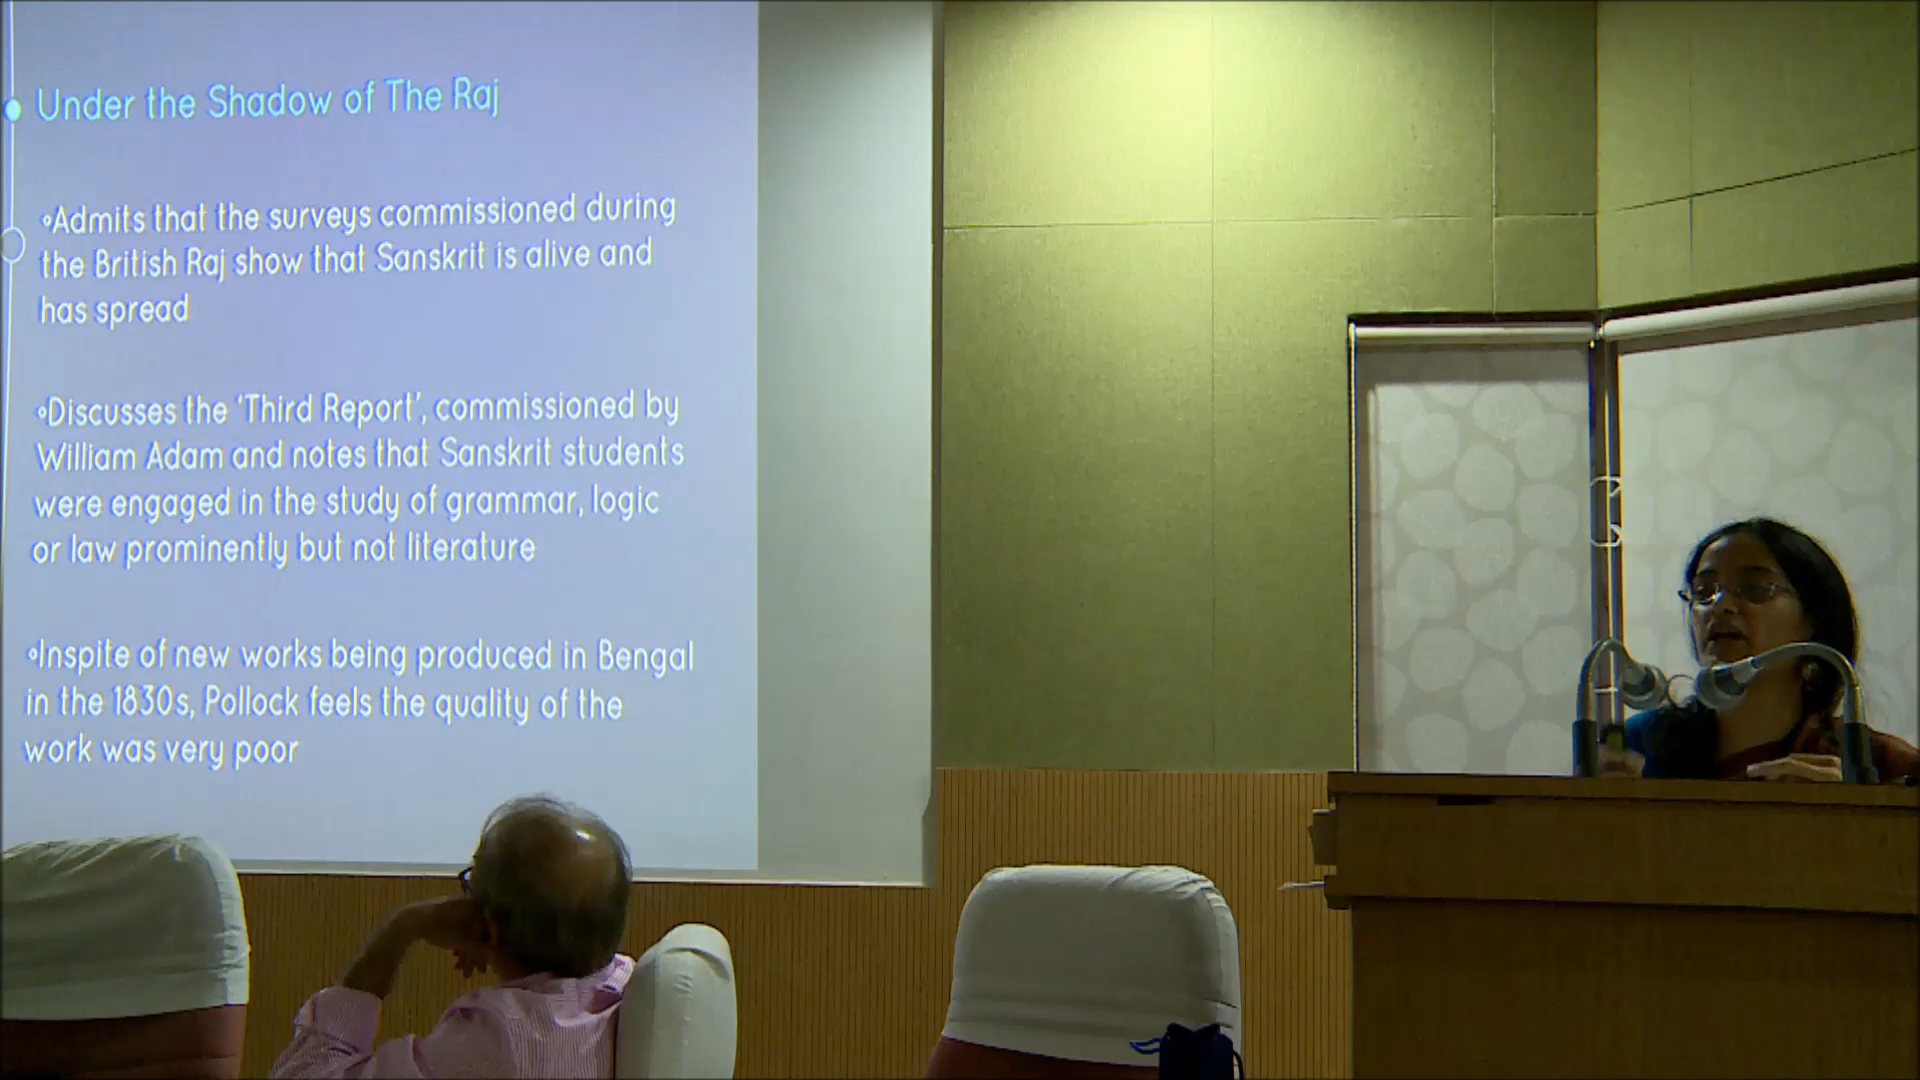 Under the Shadow of The Raj
◦Admits that the surveys commissioned during
the British Raj show that Sanskrit is alive and
has spread
◦Discusses the ‘Third Report’, commissioned by
William Adam and notes that Sanskrit students
were engaged in the study of grammar, logic
or law prominently but not literature
◦Inspite of new works being produced in Bengal
in the 1830s, Pollock feels the quality of the
work was very poor